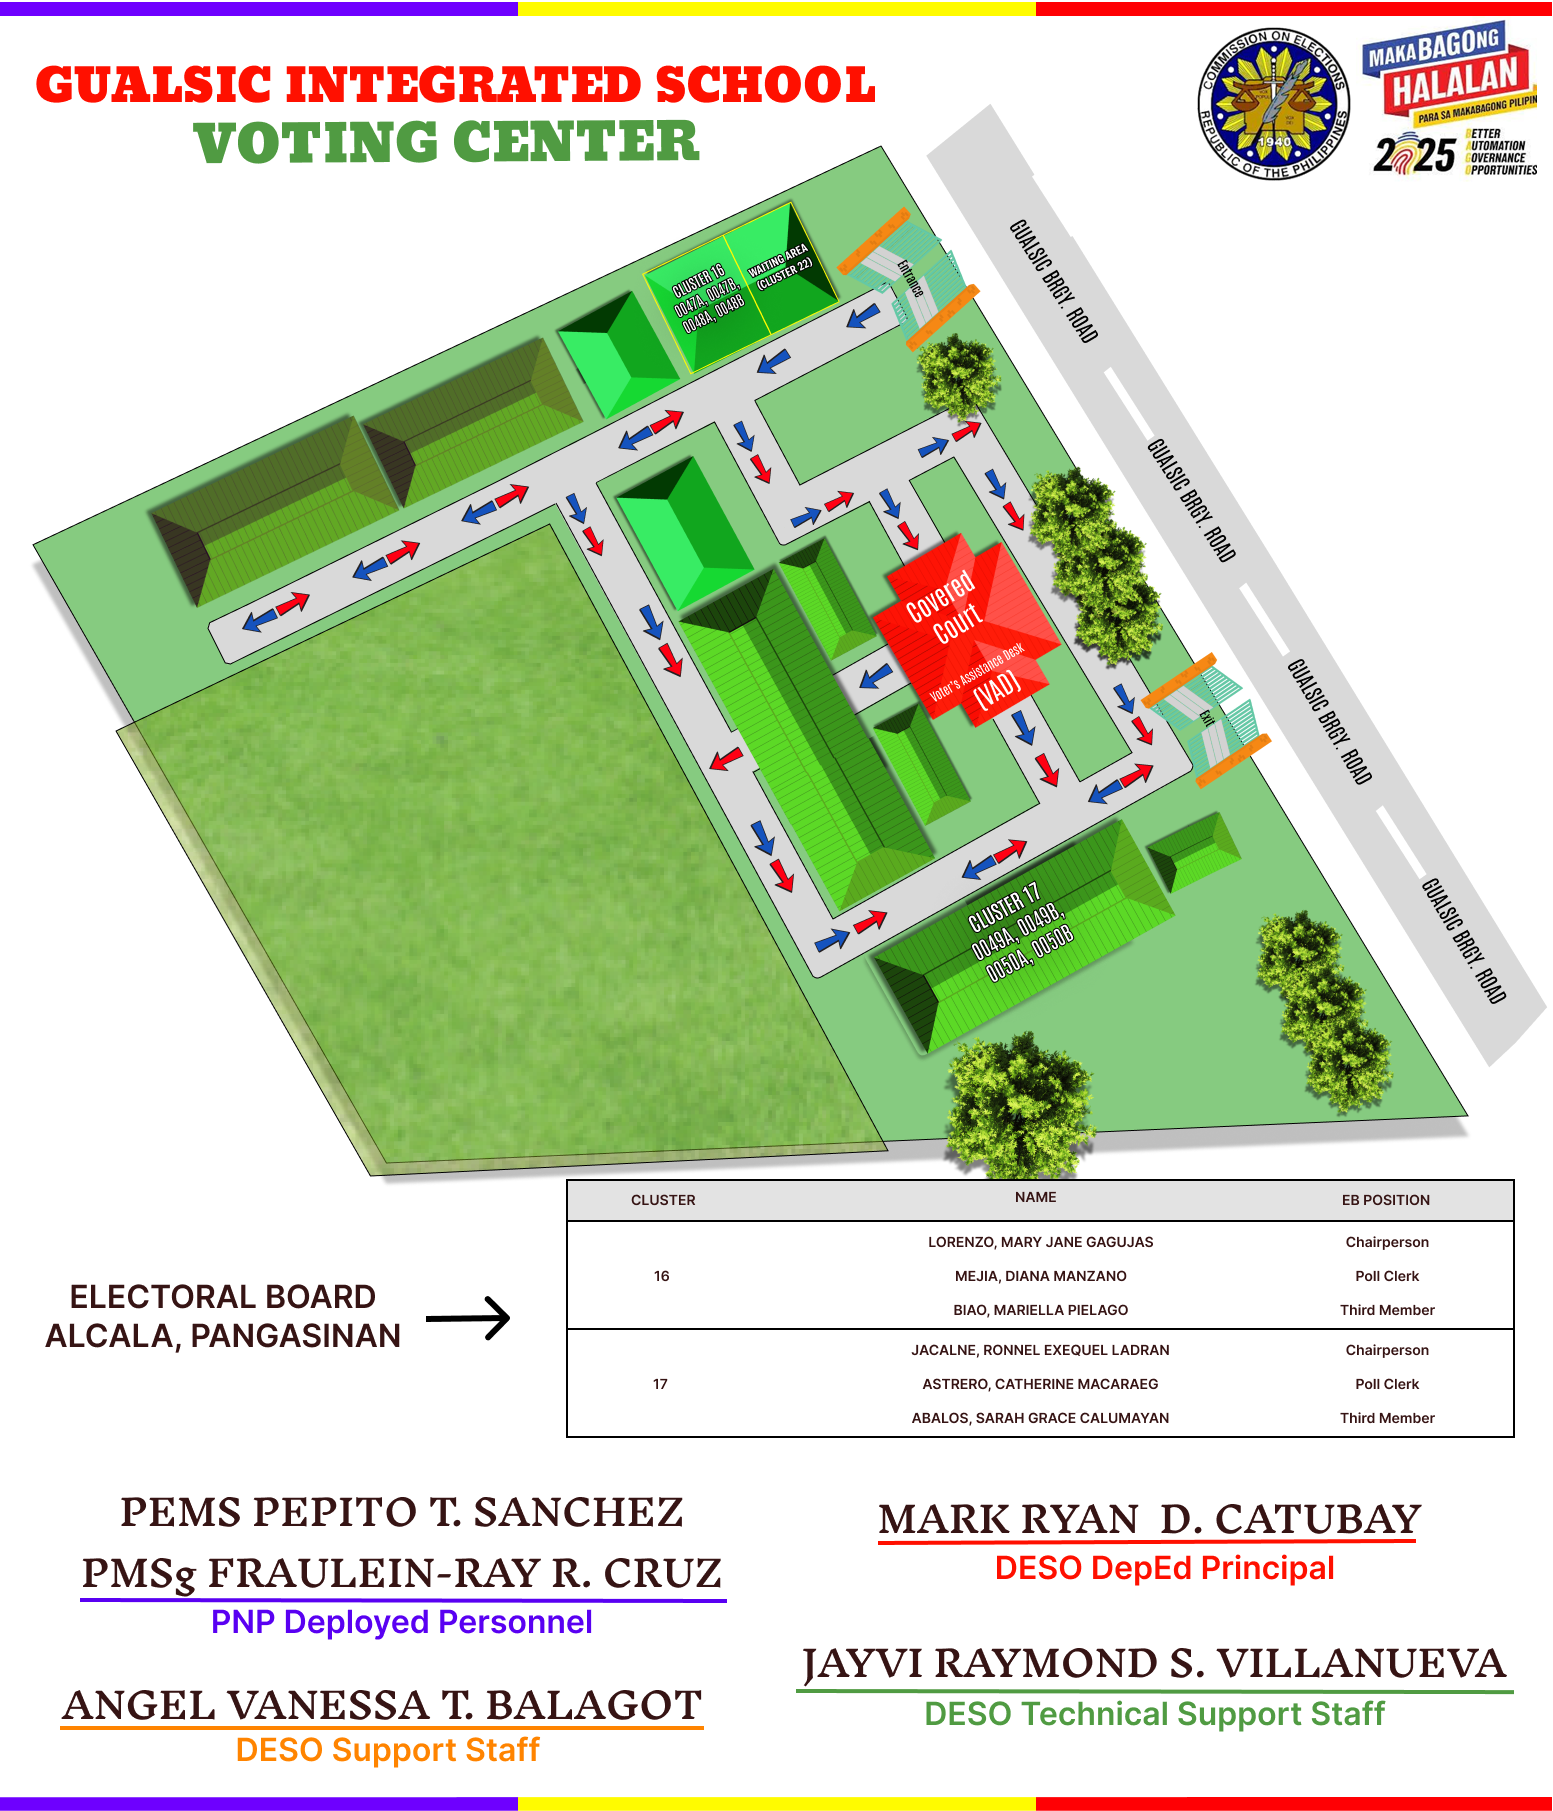 GUALSIC INTEGRATED SCHOOL
VOTING CENTER
COMMISSION ON ELECTIONS
REPUBLIC OF THE PHILIPPINES
1940
MAKABAGONG
HALALAN
PARA SA MAKABAGONG PILIPIN
2025
BETTER
AUTOMATION
GOVERNANCE
OPPORTUNITIES
GUALSIC BRGY. ROAD
GUALSIC BRGY. ROAD
GUALSIC BRGY. ROAD
GUALSIC BRGY. ROAD
Entrance
CLUSTER 16
0047A, 0047B,
0048A, 0048B
WAITING AREA
(CLUSTER 22)
Covered
Court
Voter's Assistance Desk
(VAD)
Exit
CLUSTER 17
0049A, 0049B,
0050A, 0050B
ELECTORAL BOARD
ALCALA, PANGASINAN
CLUSTER NAME EB POSITION
LORENZO, MARY JANE GAGUJAS Chairperson
16 MEJIA, DIANA MANZANO Poll Clerk
BIAO, MARIELLA PIELAGO Third Member
JACALNE, RONNEL EXEQUEL LADRAN Chairperson
17 ASTRERO, CATHERINE MACARAEG Poll Clerk
ABALOS, SARAH GRACE CALUMAYAN Third Member
PEMS PEPITO T. SANCHEZ
PMSg FRAULEIN-RAY R. CRUZ
PNP Deployed Personnel
MARK RYAN D. CATUBAY
DESO DepEd Principal
ANGEL VANESSA T. BALAGOT
DESO Support Staff
JAYVI RAYMOND S. VILLANUEVA
DESO Technical Support Staff